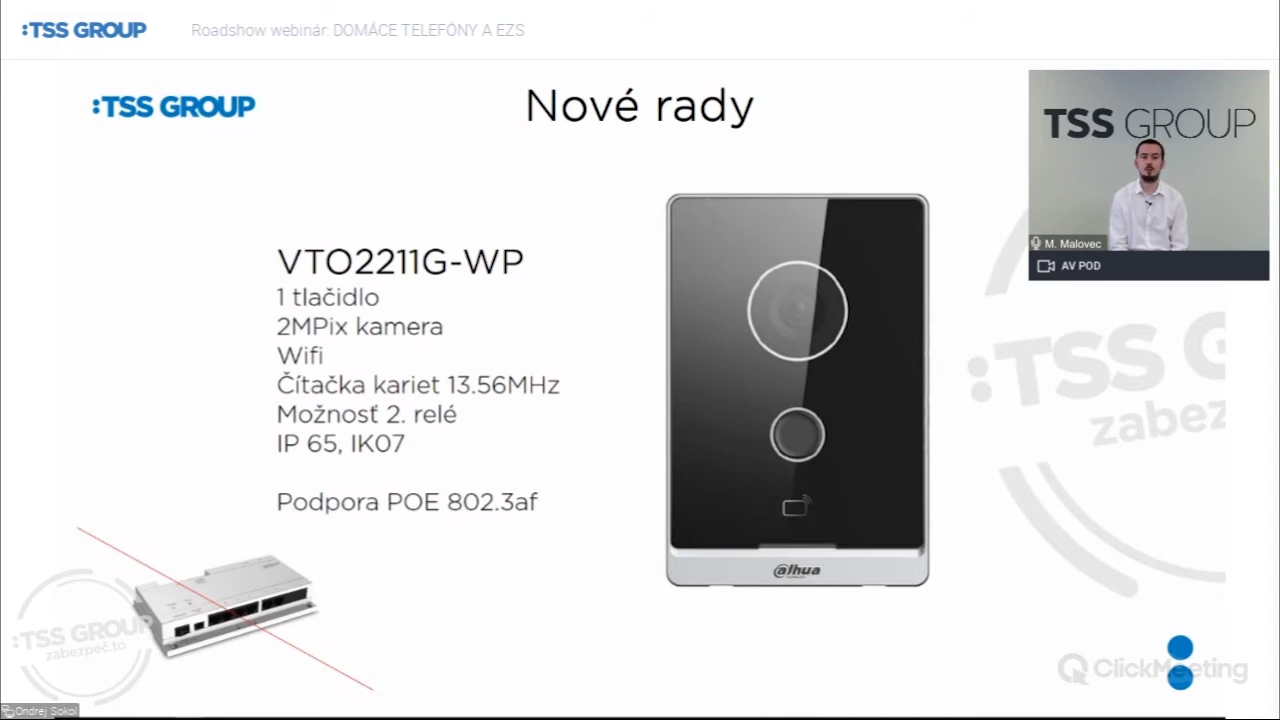 :TSS GROUP
Roadshow webinár: DOMÁCE TELEFÓNY A EZS
:TSS GROUP
Nové rady
TSS GROUP
M. Malovec
AV POD
VTO2211G-WP
1 tlačidlo
2MPix kamera
Wifi
Čítačka kariet 13.56MHz
Možnosť 2. relé
IP 65, IK07
Podpora POE 802.3af
alhua
:TSS G
zabezpe
:TSS GROUP
zabezpeč.to
ClickMeeting
Ondrej Sokol